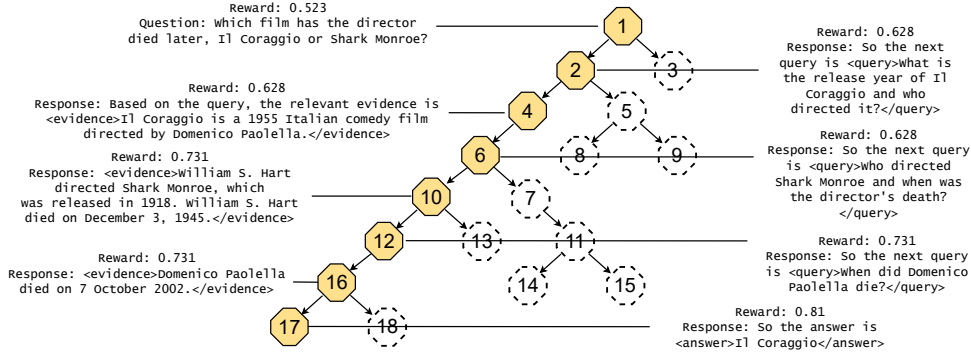 Reward: 0.523
Question: Which film has the director
died later, Il Coraggio or Shark Monroe?
1
Reward: 0.628
Response: So the next
query is <query>What is
the release year of Il
Coraggio and who
directed it?</query>
2
3
Reward: 0.628
Response: Based on the query, the relevant evidence is
<evidence>Il Coraggio is a 1955 Italian comedy film
directed by Domenico Paolella.</evidence>
4
5
Reward: 0.628
Response: So the next query
is <query>Who directed
Shark Monroe and when was
the director's death?
</query>
6
8
9
Reward: 0.731
Response: <evidence>William S. Hart
directed Shark Monroe, which
was released in 1918. William S. Hart
died on December 3, 1945.</evidence>
10
7
12
13
11
Reward: 0.731
Response: So the next query
is <query>When did Domenico
Paolella die?</query>
Reward: 0.731
Response: <evidence>Domenico Paolella
died on 7 October 2002.</evidence>
16
14
15
17
18
Reward: 0.81
Response: So the answer is
<answer>Il Coraggio</answer>